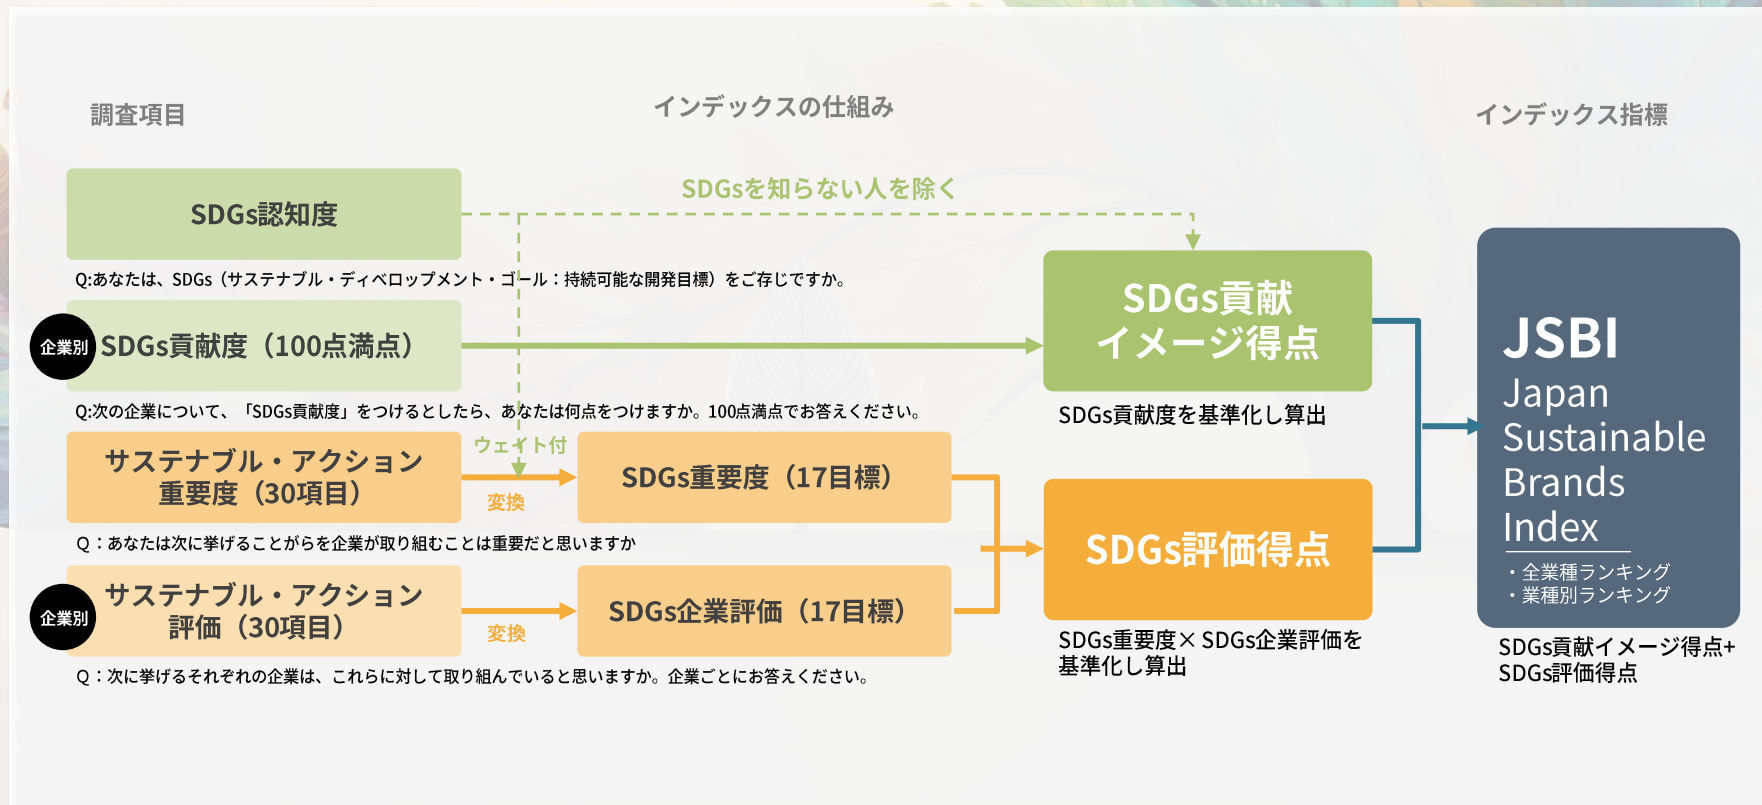 調査項目
インデックスの仕組み
インデックス指標
SDGs認知度
SDGsを知らない人を除く
Q:あなたは、SDGs（サステナブル・ディベロップメント・ゴール：持続可能な開発目標）をご存じですか。
企業別
SDGs貢献度（100点満点）
Q:次の企業について、「SDGs貢献度」をつけるとしたら、あなたは何点をつけますか。100点満点でお答えください。
サステナブル・アクション
重要度（30項目）
ウェイト付
変換
SDGs重要度（17目標）
Ｑ：あなたは次に挙げることがらを企業が取り組むことは重要だと思いますか
企業別
サステナブル・アクション
評価（30項目）
変換
SDGs企業評価（17目標）
Ｑ：次に挙げるそれぞれの企業は、これらに対して取り組んでいると思いますか。企業ごとにお答えください。
SDGs貢献
イメージ得点
SDGs貢献度を基準化し算出
SDGs評価得点
SDGs重要度×SDGs企業評価を
基準化し算出
JSBI
Japan
Sustainable
Brands
Index
・全業種ランキング
・業種別ランキング
SDGs貢献イメージ得点+
SDGs評価得点